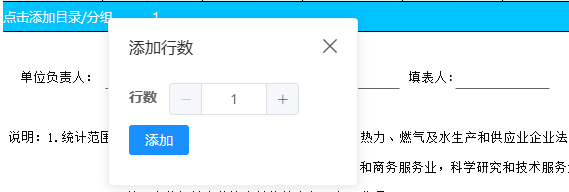 点击添加目录/分组 1
添加行数
单位负责人： 填表人：
行数 1
添加
说明：1.统计范围 热力、燃气及水生产和供应业企业法
和商务服务业，科学研究和技术服务